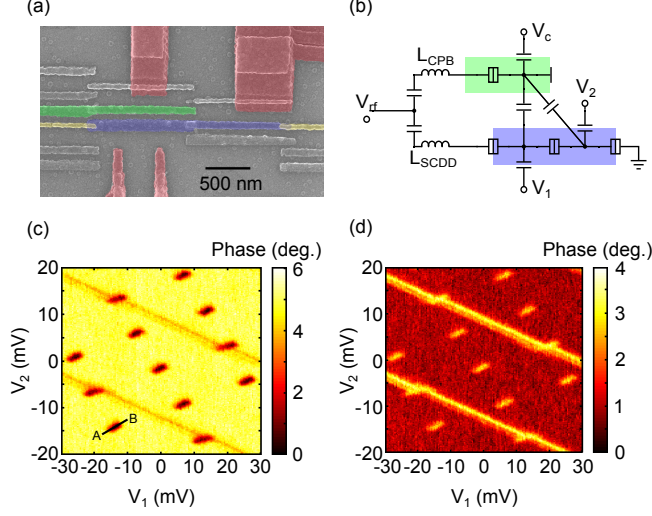 (a)
500 nm
(b)
V_c
L_CPB
V_2
V_rf
L_SCDD
V_1
(c)
Phase (deg.)
20
10
0
-10
-20
V_2 (mV)
A
B
-30 -20 -10 0 10 20 30
V_1 (mV)
6
4
2
0
(d)
Phase (deg.)
20
10
0
-10
-20
V_2 (mV)
-30 -20 -10 0 10 20 30
V_1 (mV)
4
3
2
1
0